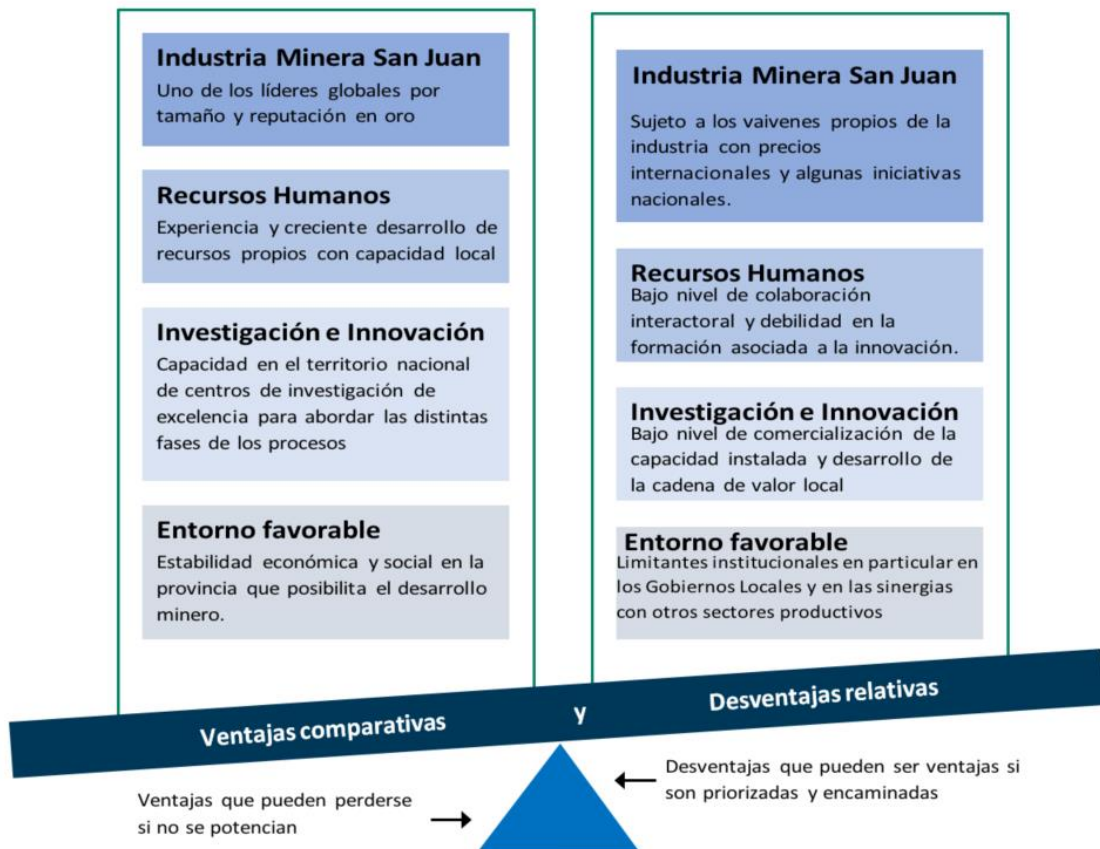 Industria Minera San Juan
Uno de los líderes globales por
tamaño y reputación en oro
Recursos Humanos
Experiencia y creciente desarrollo de
recursos propios con capacidad local
Investigación e Innovación
Capacidad en el territorio nacional
de centros de investigación de
excelencia para abordar las distintas
fases de los procesos
Entorno favorable
Estabilidad económica y social en la
provincia que posibilita el desarrollo
minero.
Industria Minera San Juan
Sujeto a los vaivenes propios de la
industria con precios
internacionales y algunas iniciativas
nacionales.
Recursos Humanos
Bajo nivel de colaboración
interactoral y debilidad en la
formación asociada a la innovación.
Investigación e Innovación
Bajo nivel de comercialización de la
capacidad instalada y desarrollo de
la cadena de valor local
Entorno favorable
Limitantes institucionales en particular en
los Gobiernos Locales y en las sinergias
con otros sectores productivos
Ventajas comparativas y Desventajas relativas
Ventajas que pueden perderse
si no se potencian
Desventajas que pueden ser ventajas si
son priorizadas y encaminadas